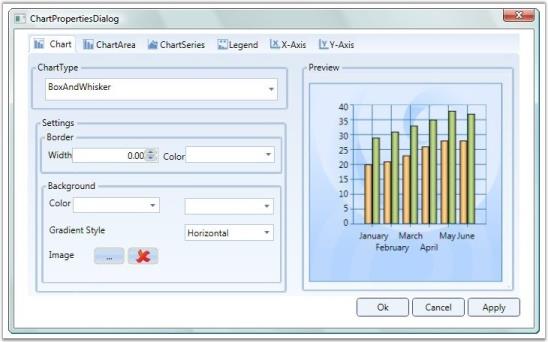 ChartPropertiesDialog
Chart ChartArea ChartSeries Legend X-Axis Y-Axis
ChartType
BoxAndWhisker
Settings
Border
Width 0.00 Color
Background
Color
Gradient Style Horizontal
Image ...
Preview
40
35
30
25
20
15
10
5
0
January March May June
February April
Ok Cancel Apply